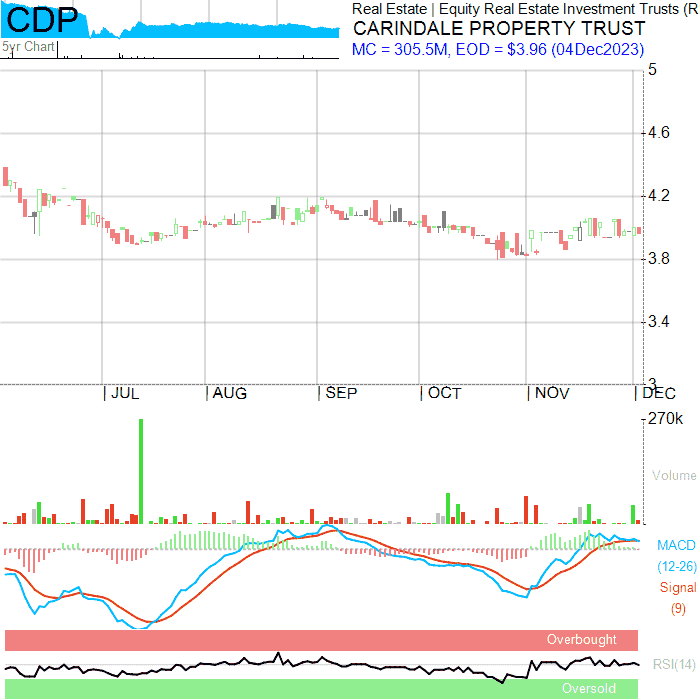 CDP
5yr Chart
Real Estate | Equity Real Estate Investment Trusts (R
CARINDALE PROPERTY TRUST
MC = 305.5M, EOD = $3.96 (04Dec2023)
5
4.6
4.2
3.8
3.4
3
JUL AUG SEP OCT NOV DEC
270k
Volume
MACD
(12-26)
Signal
(9)
Overbought
RSI(14)
Oversold